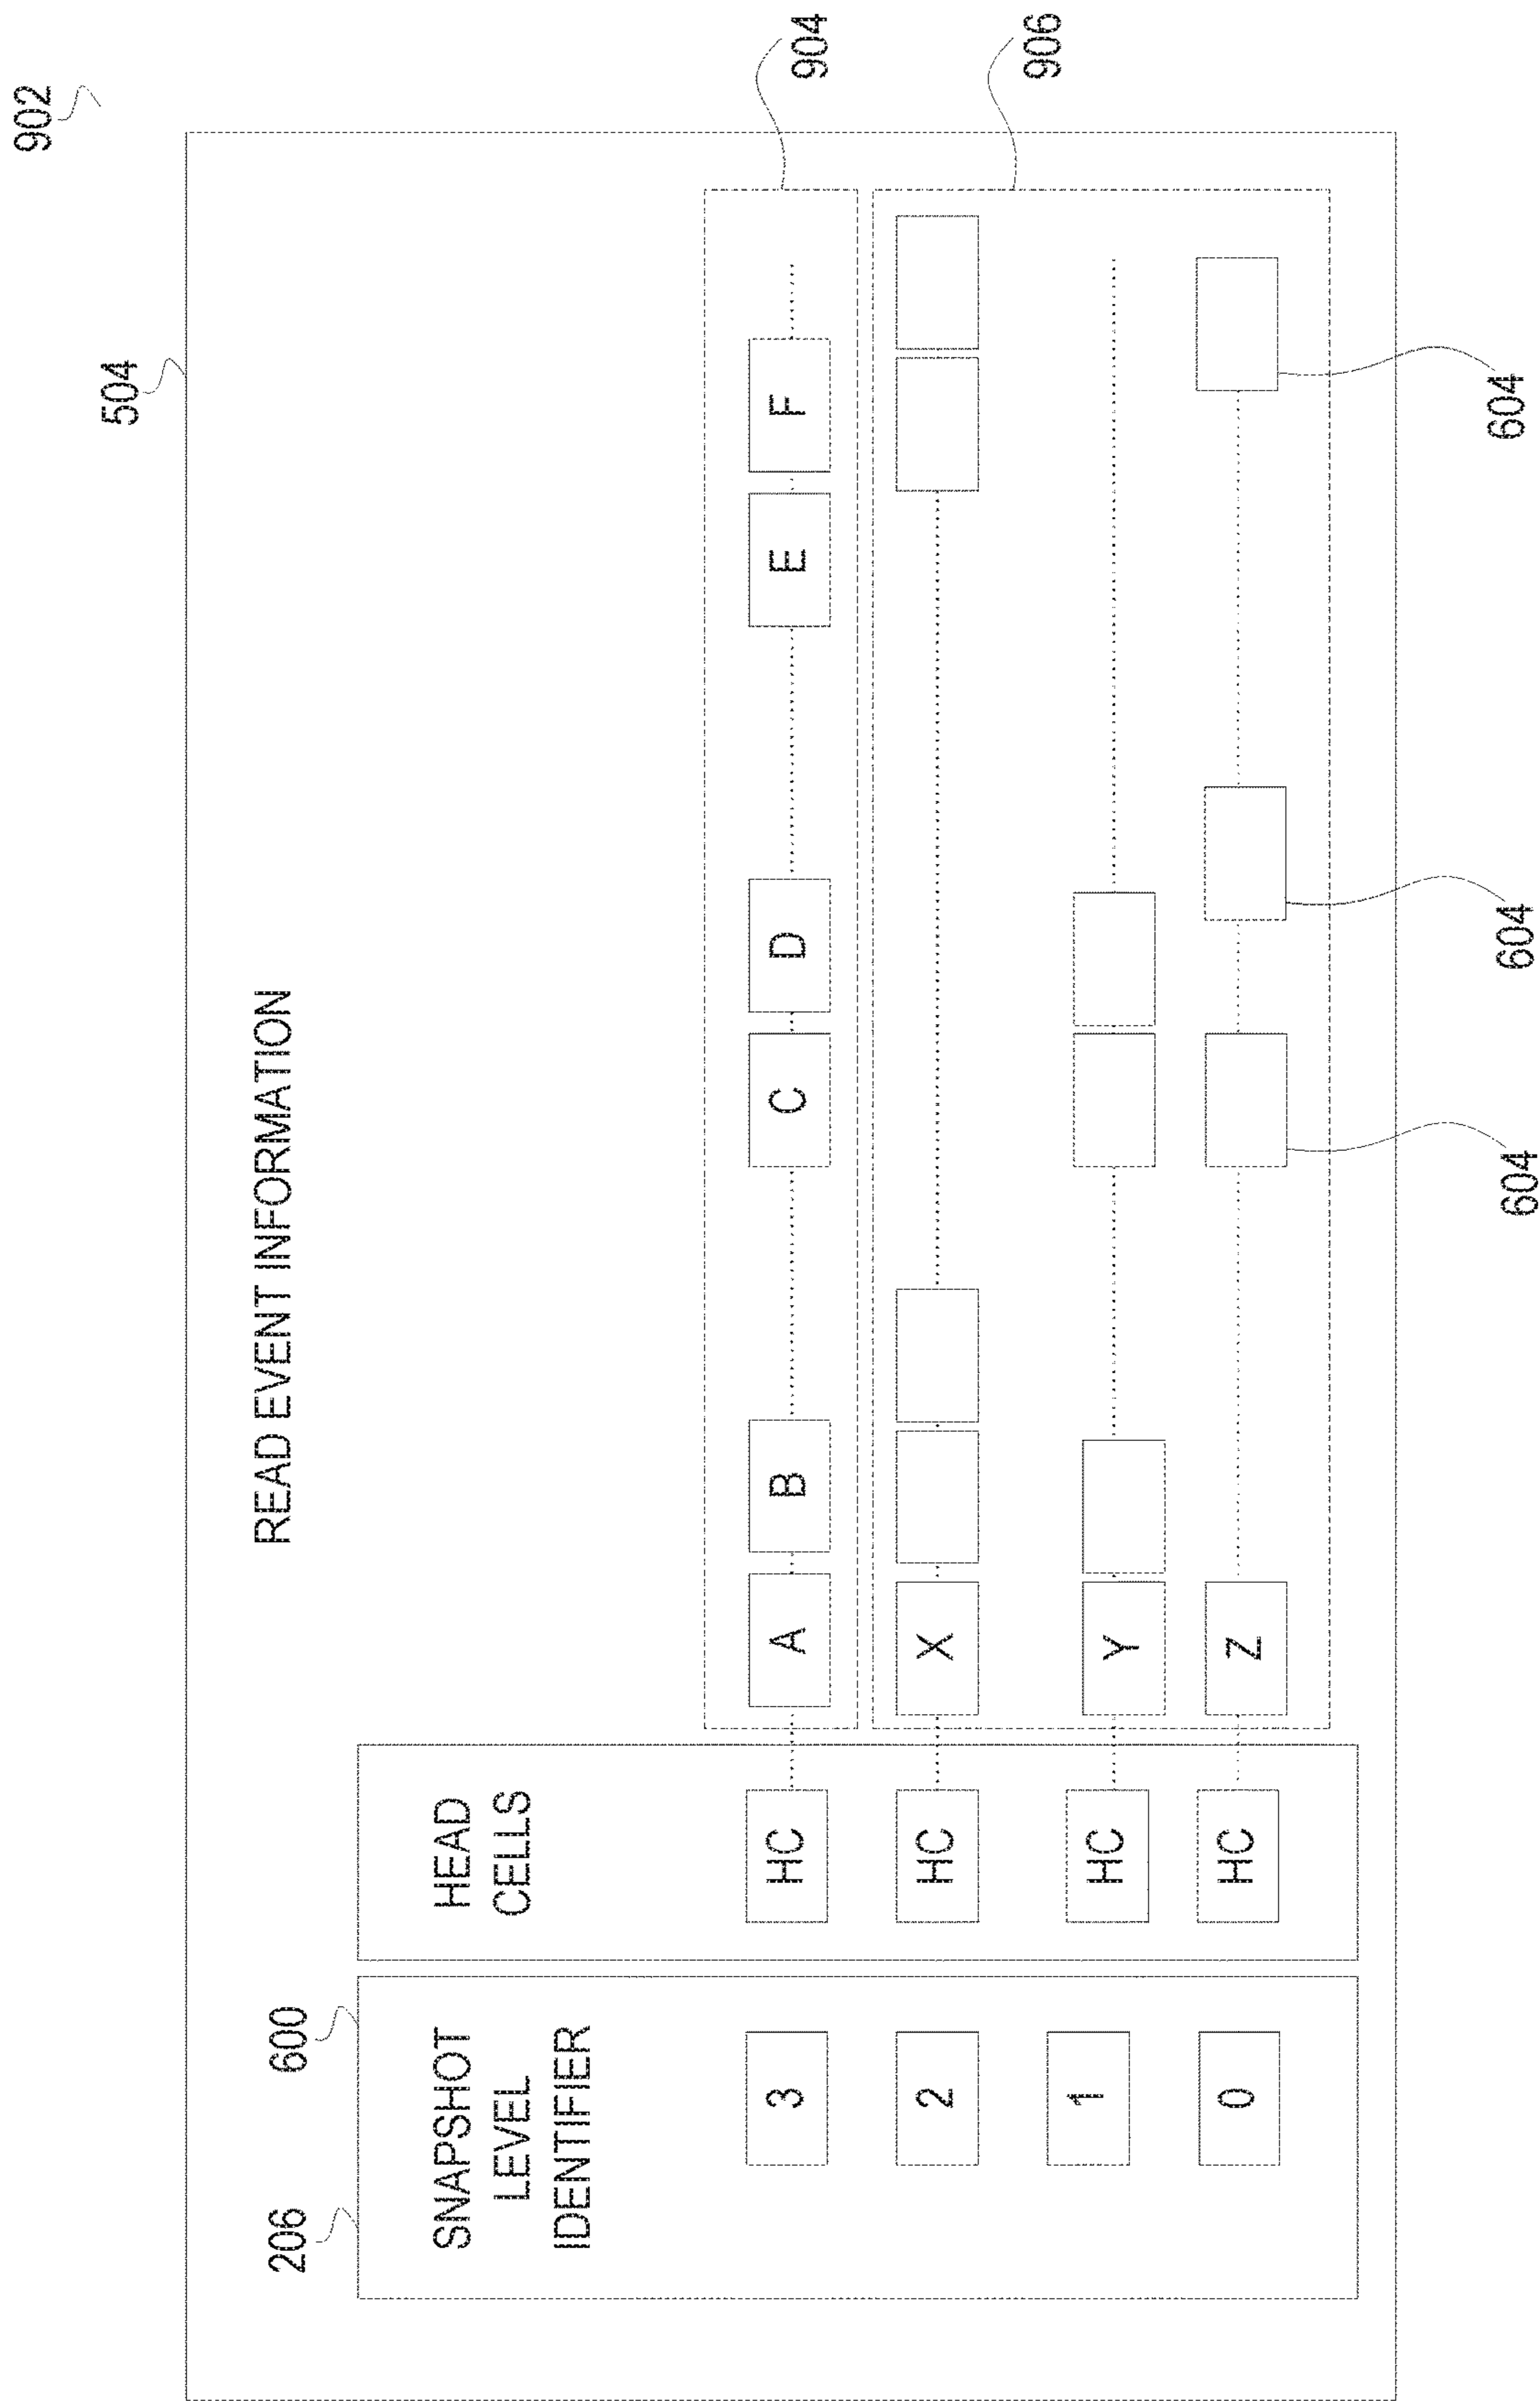 902
504
READ EVENT INFORMATION
206
600
SNAPSHOT
LEVEL
IDENTIFIER
HEAD
CELLS
3 HC A B C D E F
904
2 HC X
906
1 HC Y
0 HC Z
604 604 604